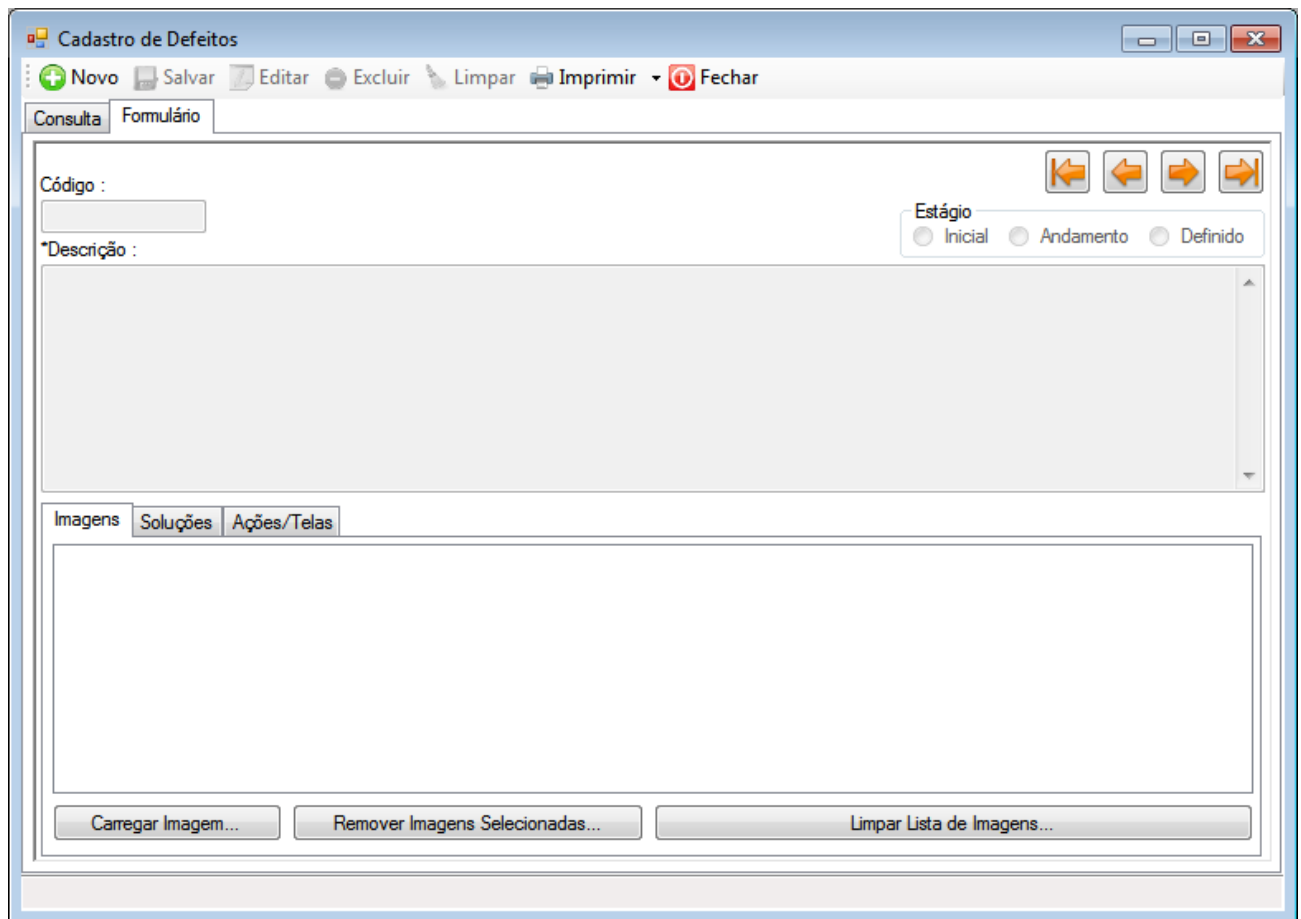 Cadastro de Defeitos
Novo Salvar Editar Excluir Limpar Imprimir Fechar
Consulta Formulário
Código :
Estágio
Inicial Andamento Definido
*Descrição :
Imagens Soluções Ações/Telas
Carregar Imagem... Remover Imagens Selecionadas... Limpar Lista de Imagens...